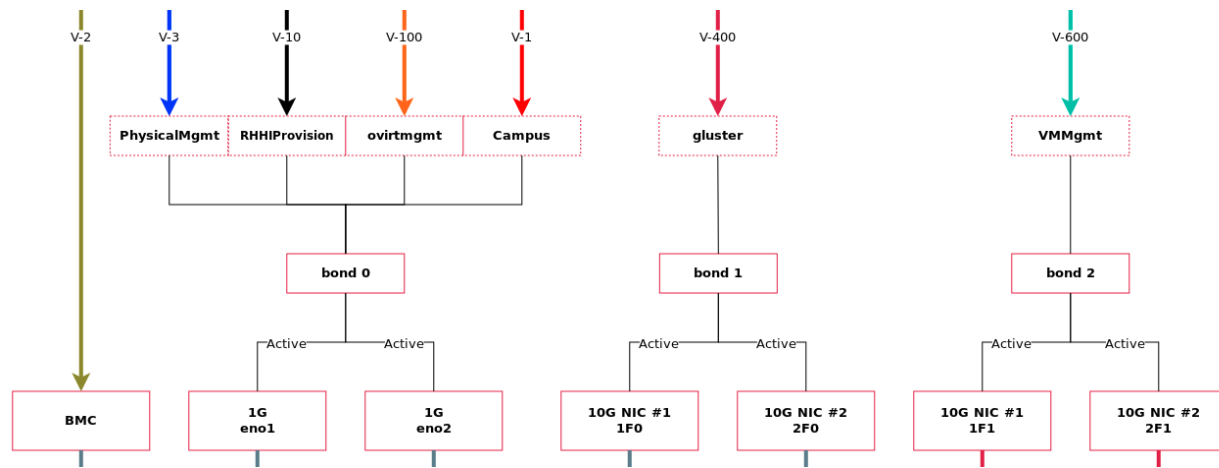 V-2
V-3
V-10
V-100
V-1
V-400
V-600
PhysicalMgmt
RHHIProvision
ovirtmgmt
Campus
gluster
VMMgmt
bond 0
bond 1
bond 2
Active
Active
Active
Active
Active
Active
BMC
1G
eno1
1G
eno2
10G NIC #1
1F0
10G NIC #2
2F0
10G NIC #1
1F1
10G NIC #2
2F1